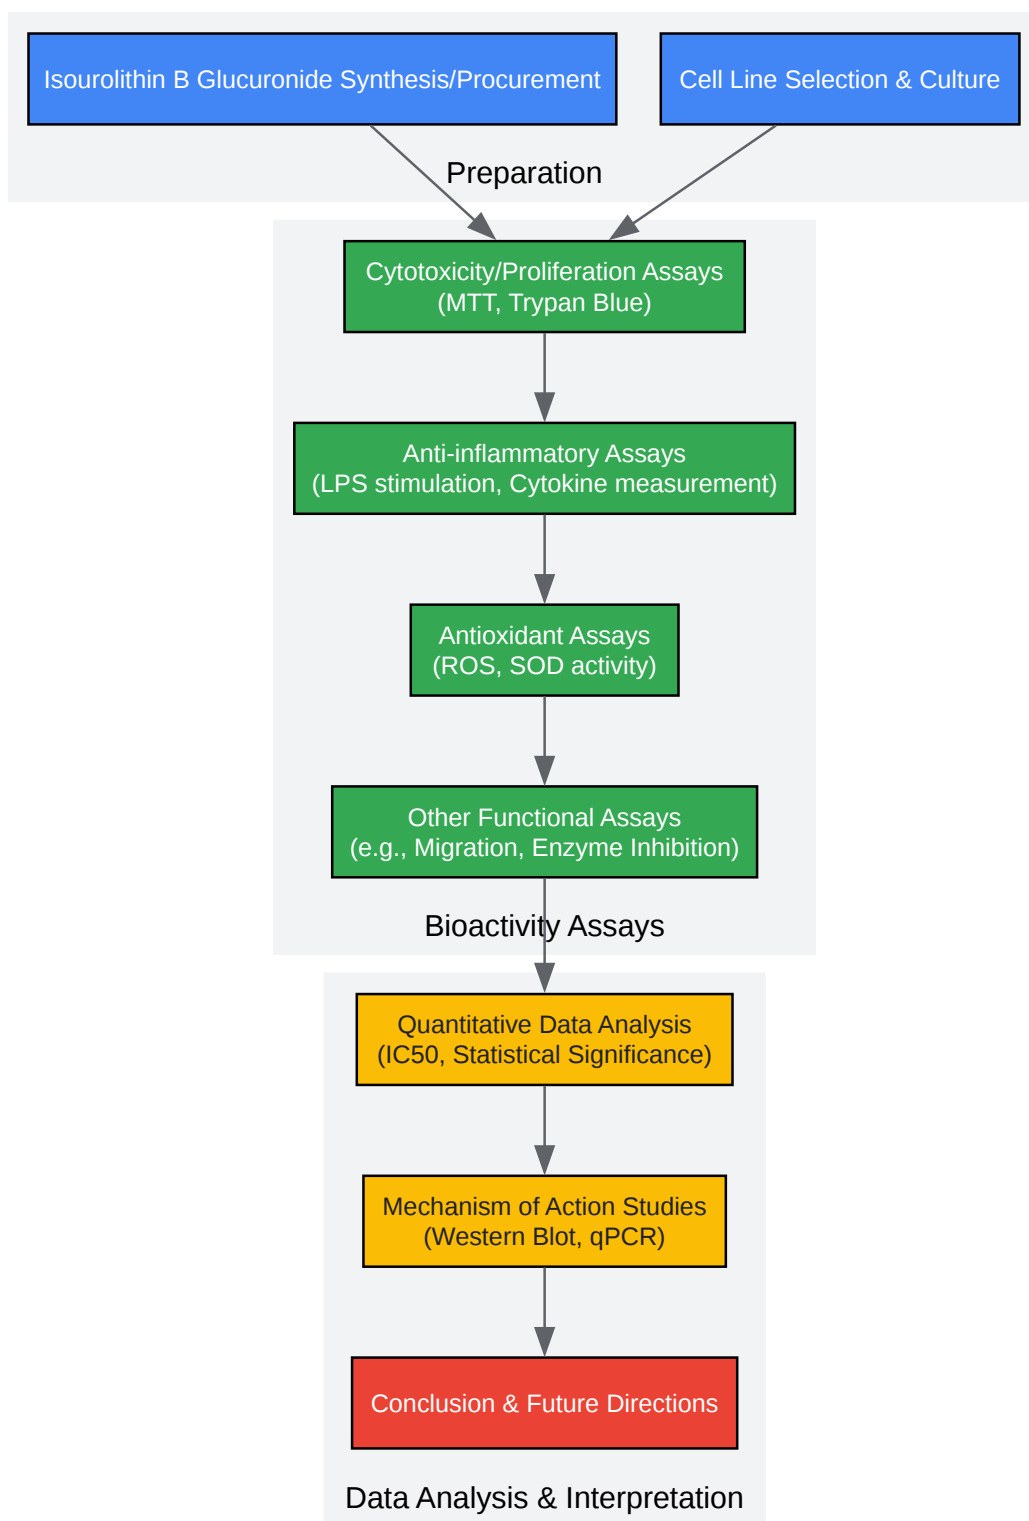 Isourolithin B Glucuronide Synthesis/Procurement
Cell Line Selection & Culture
Preparation
Cytotoxicity/Proliferation Assays
(MTT, Trypan Blue)
Anti-inflammatory Assays
(LPS stimulation, Cytokine measurement)
Antioxidant Assays
(ROS, SOD activity)
Other Functional Assays
(e.g., Migration, Enzyme Inhibition)
Bioactivity Assays
Quantitative Data Analysis
(IC50, Statistical Significance)
Mechanism of Action Studies
(Western Blot, qPCR)
Conclusion & Future Directions
Data Analysis & Interpretation